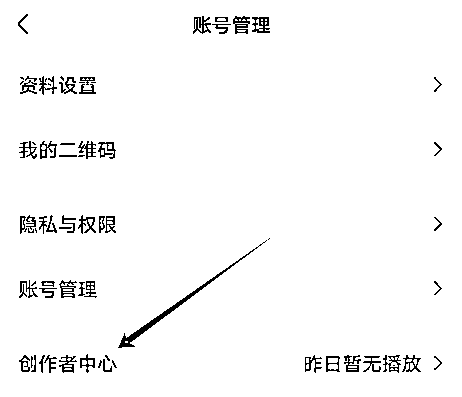 账号管理
资料设置
我的二维码
隐私与权限
账号管理
创作者中心 昨日暂无播放